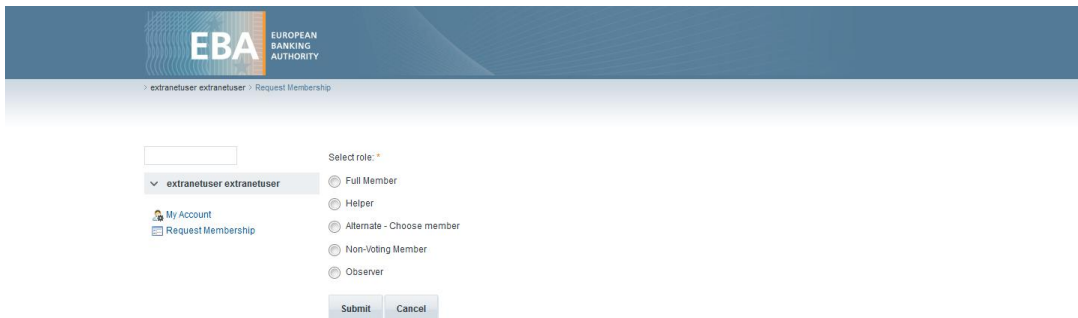 EBA
EUROPEAN
BANKING
AUTHORITY
> extranetuser extranetuser > Request Membership
extranetuser extranetuser
My Account
Request Membership
Select role: *
Full Member
Helper
Alternate - Choose member
Non-Voting Member
Observer
Submit Cancel